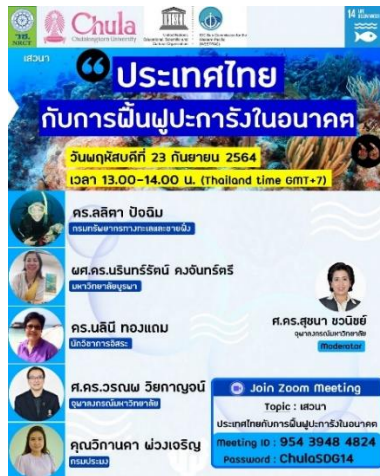 วช.
NRCT
Chula
Chulalongkorn University
United Nations
Educational, Scientific and
Cultural Organization
14
เสวนา
ประเทศไทย
กับการฟื้นฟูปะการังในอนาคต
วันพฤหัสบดีที่ 23 กันยายน 2564
เวลา 13.00-14.00 น. (Thailand time GMT+7)
ดร.ลลิตา ปัจฉิม
กรมทรัพยากรทางทะเลและชายฝั่ง
ผศ.ดร.นรินทร์รัตน์ คงจันทร์ตรี
มหาวิทยาลัยบูรพา
ดร.นลินี ทองแถม
นักวิชาการอิสระ
ศ.ดร.วรณพ วิยกาญจน์
จุฬาลงกรณ์มหาวิทยาลัย
คุณวิกานดา ผ่วงเจริญ
กรมประมง
ศ.ดร.สุชนา ชวนิชย์
จุฬาลงกรณ์มหาวิทยาลัย
Moderator
Join Zoom Meeting
Topic : เสวนา
ประเทศไทยกับการฟื้นฟูปะการังในอนาคต
Meeting ID : 954 3948 4824
Password : ChulaSDG14